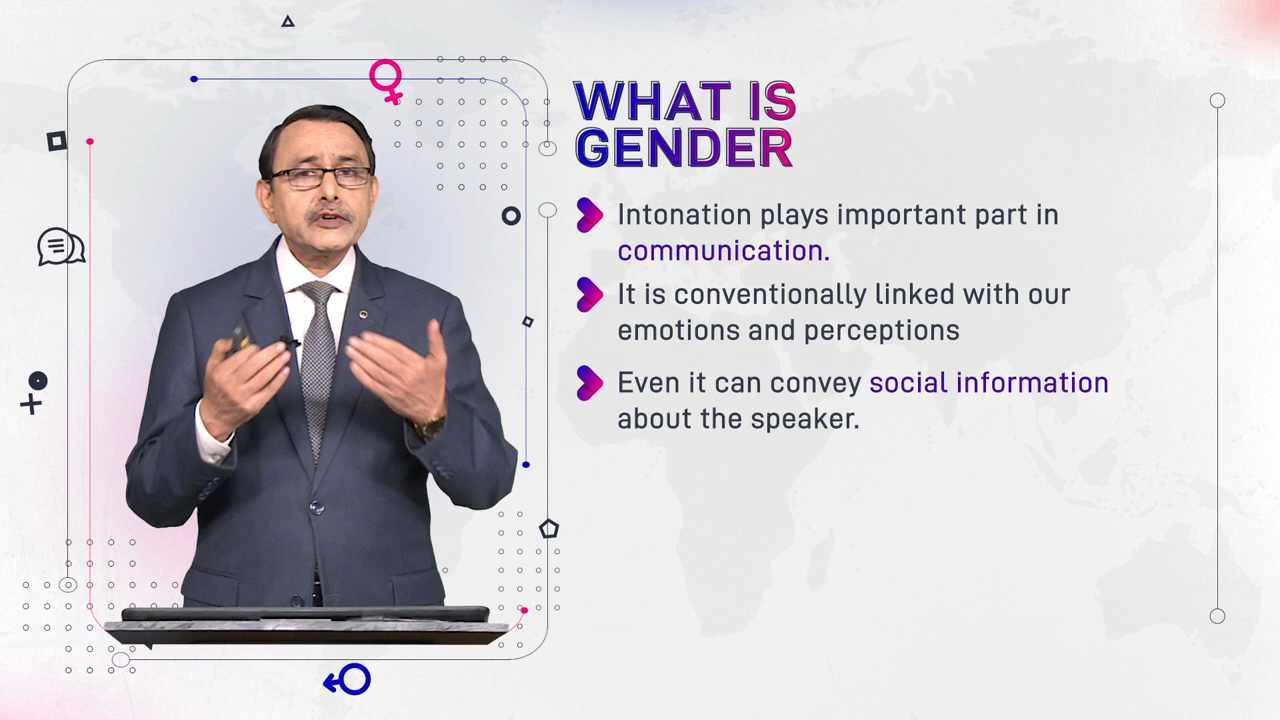 WHAT IS
GENDER
Intonation plays important part in
communication.
It is conventionally linked with our
emotions and perceptions
Even it can convey social information
about the speaker.